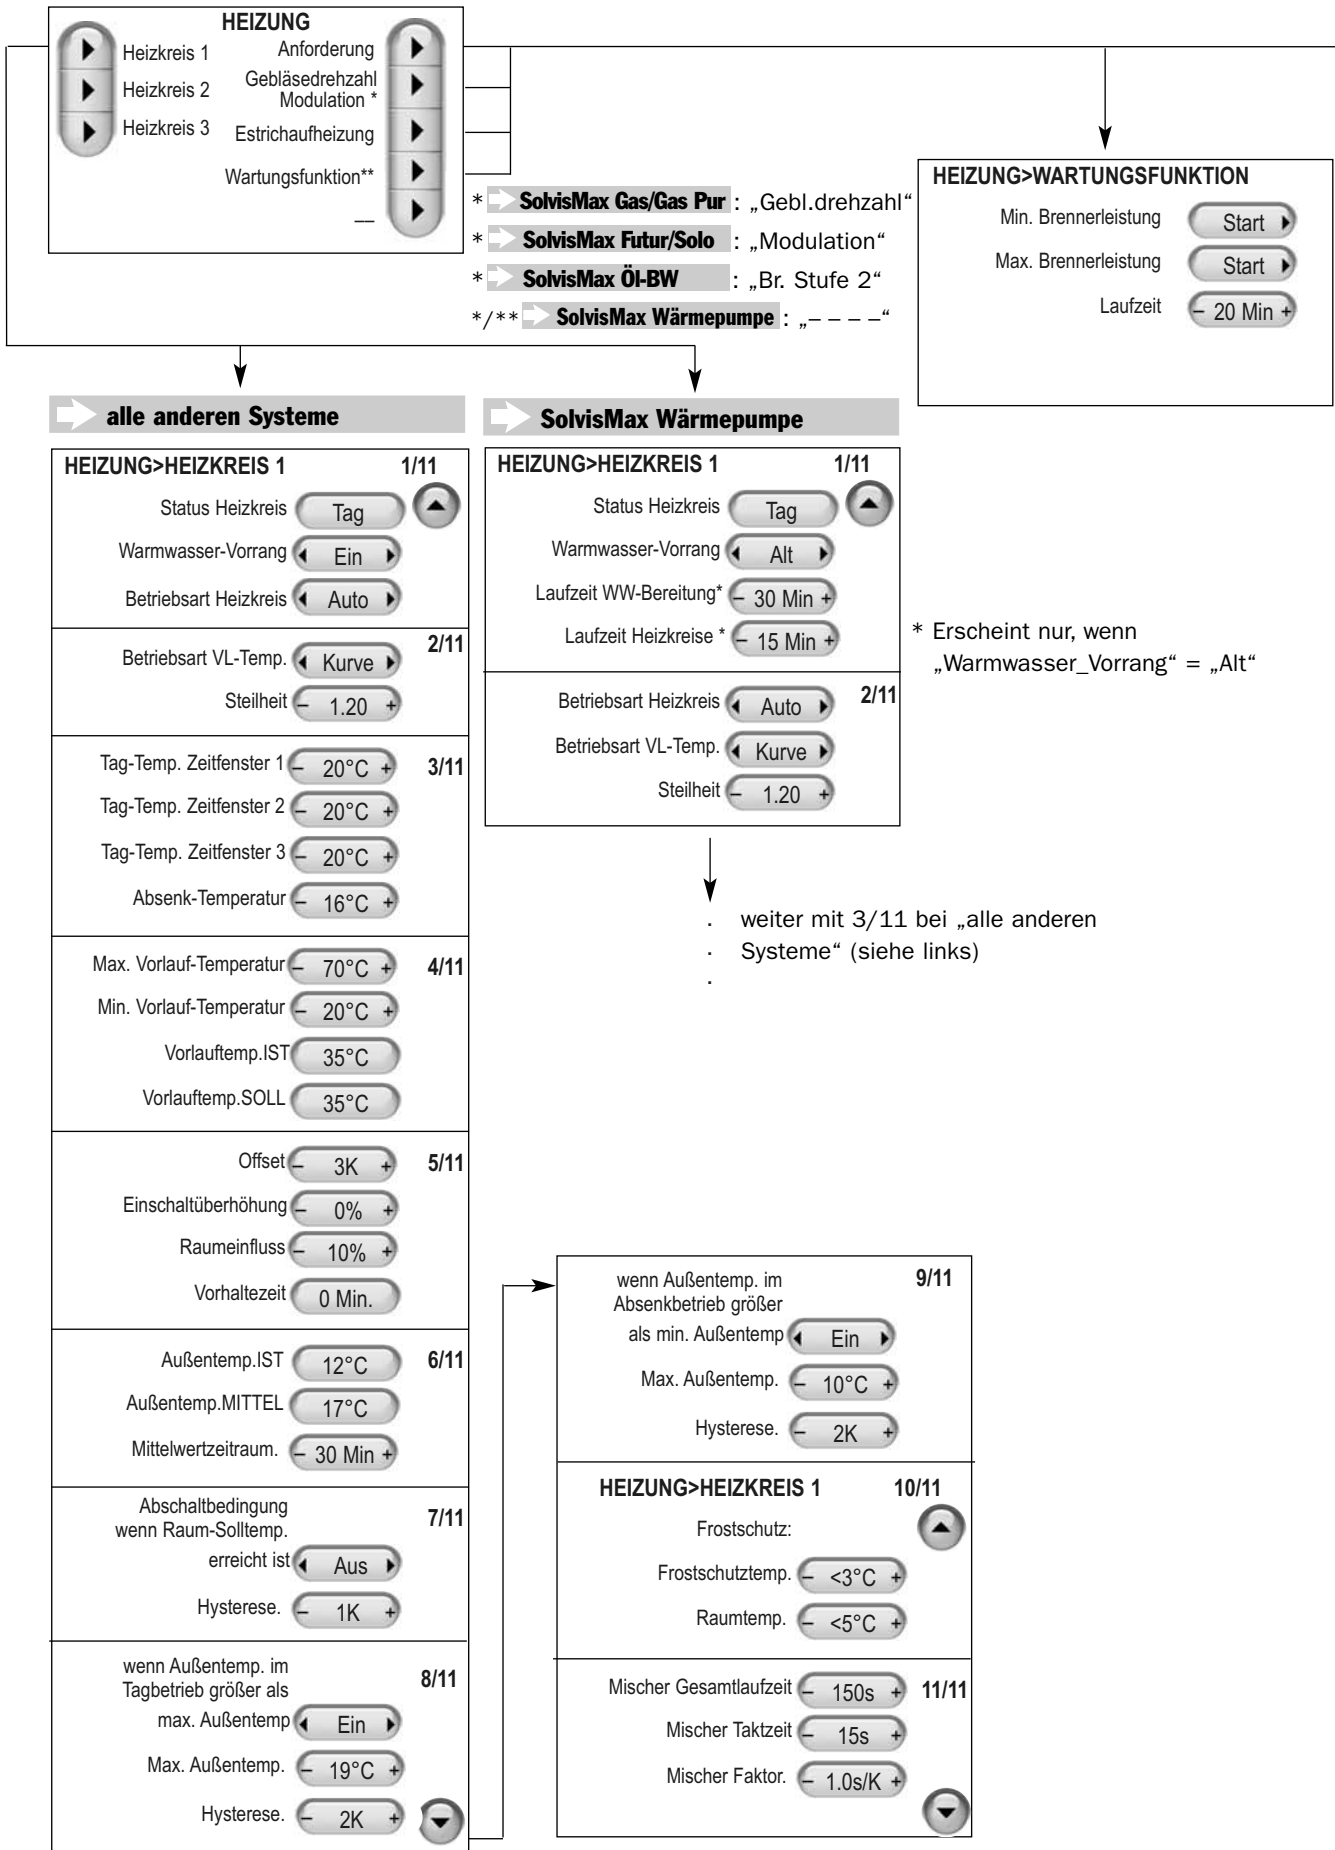 HEIZUNG
Heizkreis 1
Heizkreis 2
Heizkreis 3
Anforderung
Gebläsedrehzahl
Modulation *
Estrichaufheizung
Wartungsfunktion**
__
* SolvisMax Gas/Gas Pur : „Gebl.drehzahl“
* SolvisMax Futur/Solo : „Modulation“
* SolvisMax Öl-BW : „Br. Stufe 2“
*/** SolvisMax Wärmepumpe : „– – – –“
HEIZUNG>WARTUNGSFUNKTION
Min. Brennerleistung Start
Max. Brennerleistung Start
Laufzeit – 20 Min +
alle anderen Systeme
HEIZUNG>HEIZKREIS 1 1/11
Status Heizkreis Tag
Warmwasser-Vorrang Ein
Betriebsart Heizkreis Auto
2/11
Betriebsart VL-Temp. Kurve
Steilheit – 1.20 +
Tag-Temp. Zeitfenster 1 – 20°C + 3/11
Tag-Temp. Zeitfenster 2 – 20°C +
Tag-Temp. Zeitfenster 3 – 20°C +
Absenk-Temperatur – 16°C +
Max. Vorlauf-Temperatur – 70°C + 4/11
Min. Vorlauf-Temperatur – 20°C +
Vorlauftemp.IST 35°C
Vorlauftemp.SOLL 35°C
Offset – 3K + 5/11
Einschaltüberhöhung – 0% +
Raumeinfluss – 10% +
Vorhaltezeit 0 Min.
Außentemp.IST 12°C 6/11
Außentemp.MITTEL 17°C
Mittelwertzeitraum. – 30 Min +
Abschaltbedingung
wenn Raum-Solltemp. 7/11
erreicht ist Aus
Hysterese. – 1K +
wenn Außentemp. im 8/11
Tagbetrieb größer als
max. Außentemp Ein
Max. Außentemp. – 19°C +
Hysterese. – 2K +
SolvisMax Wärmepumpe
HEIZUNG>HEIZKREIS 1 1/11
Status Heizkreis Tag
Warmwasser-Vorrang Alt
Laufzeit WW-Bereitung* – 30 Min +
Laufzeit Heizkreise * – 15 Min +
Betriebsart Heizkreis Auto 2/11
Betriebsart VL-Temp. Kurve
Steilheit – 1.20 +
* Erscheint nur, wenn
„Warmwasser_Vorrang“ = „Alt“
. weiter mit 3/11 bei „alle anderen
. Systeme“ (siehe links)
.
wenn Außentemp. im 9/11
Absenkbetrieb größer
als min. Außentemp Ein
Max. Außentemp. – 10°C +
Hysterese. – 2K +
HEIZUNG>HEIZKREIS 1 10/11
Frostschutz:
Frostschutztemp. – <3°C +
Raumtemp. – <5°C +
Mischer Gesamtlaufzeit – 150s + 11/11
Mischer Taktzeit – 15s +
Mischer Faktor. – 1.0s/K +